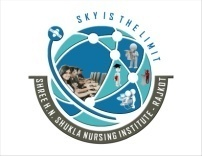 SKY IS THE LIMIT
SHREE H. N. SHUKLA NURSING INSTITUTE - RAJKOT